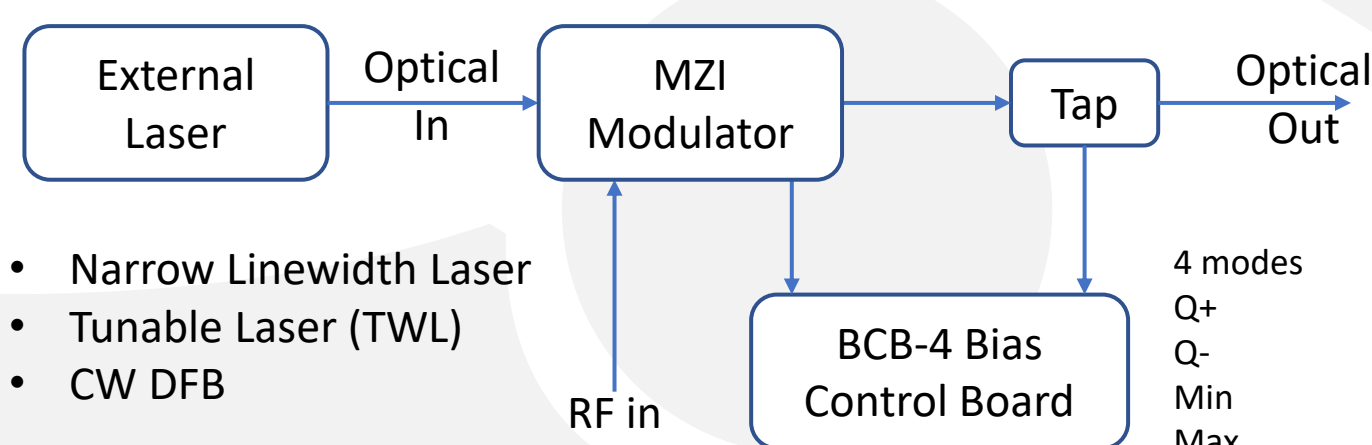 External
Laser
Optical
In
MZI
Modulator
Tap
Optical
Out
• Narrow Linewidth Laser
• Tunable Laser (TWL)
• CW DFB
RF in
BCB-4 Bias
Control Board
4 modes
Q+
Q-
Min
Max